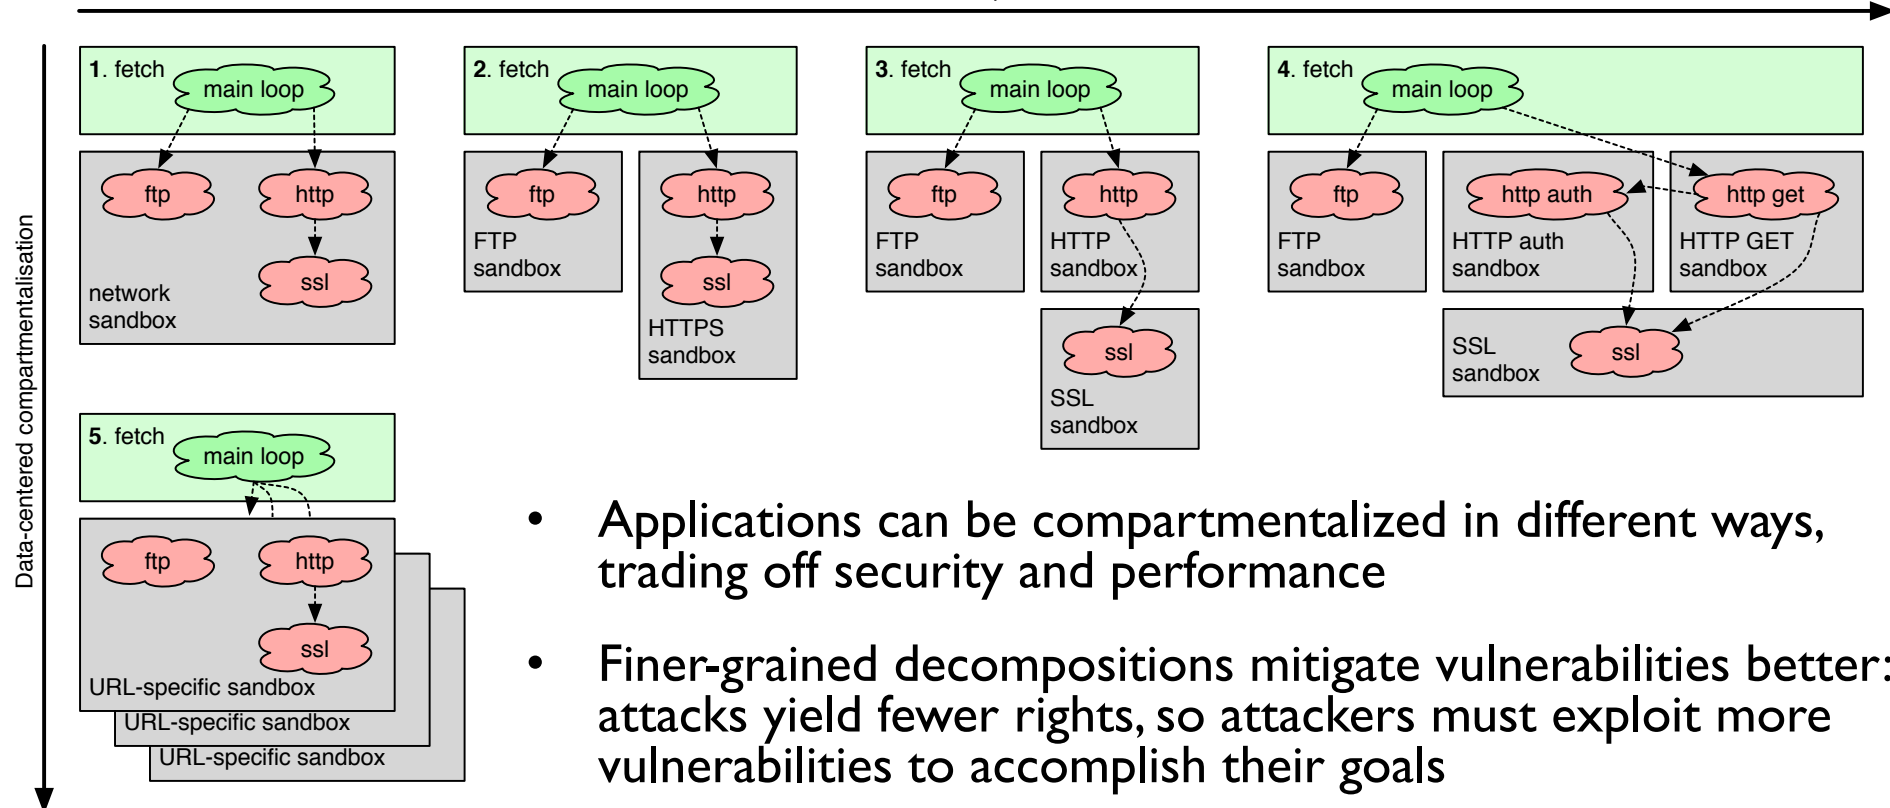 1. fetch
main loop
ftp
http
ssl
network
sandbox
2. fetch
main loop
ftp
FTP
sandbox
http
ssl
HTTPS
sandbox
3. fetch
main loop
ftp
FTP
sandbox
http
HTTP
sandbox
ssl
SSL
sandbox
4. fetch
main loop
ftp
FTP
sandbox
http auth
HTTP auth
sandbox
http get
HTTP GET
sandbox
SSL
sandbox
ssl
Data-centered compartmentalisation
5. fetch
main loop
ftp
http
ssl
URL-specific sandbox
URL-specific sandbox
URL-specific sandbox
• Applications can be compartmentalized in different ways,
trading off security and performance
• Finer-grained decompositions mitigate vulnerabilities better:
attacks yield fewer rights, so attackers must exploit more
vulnerabilities to accomplish their goals